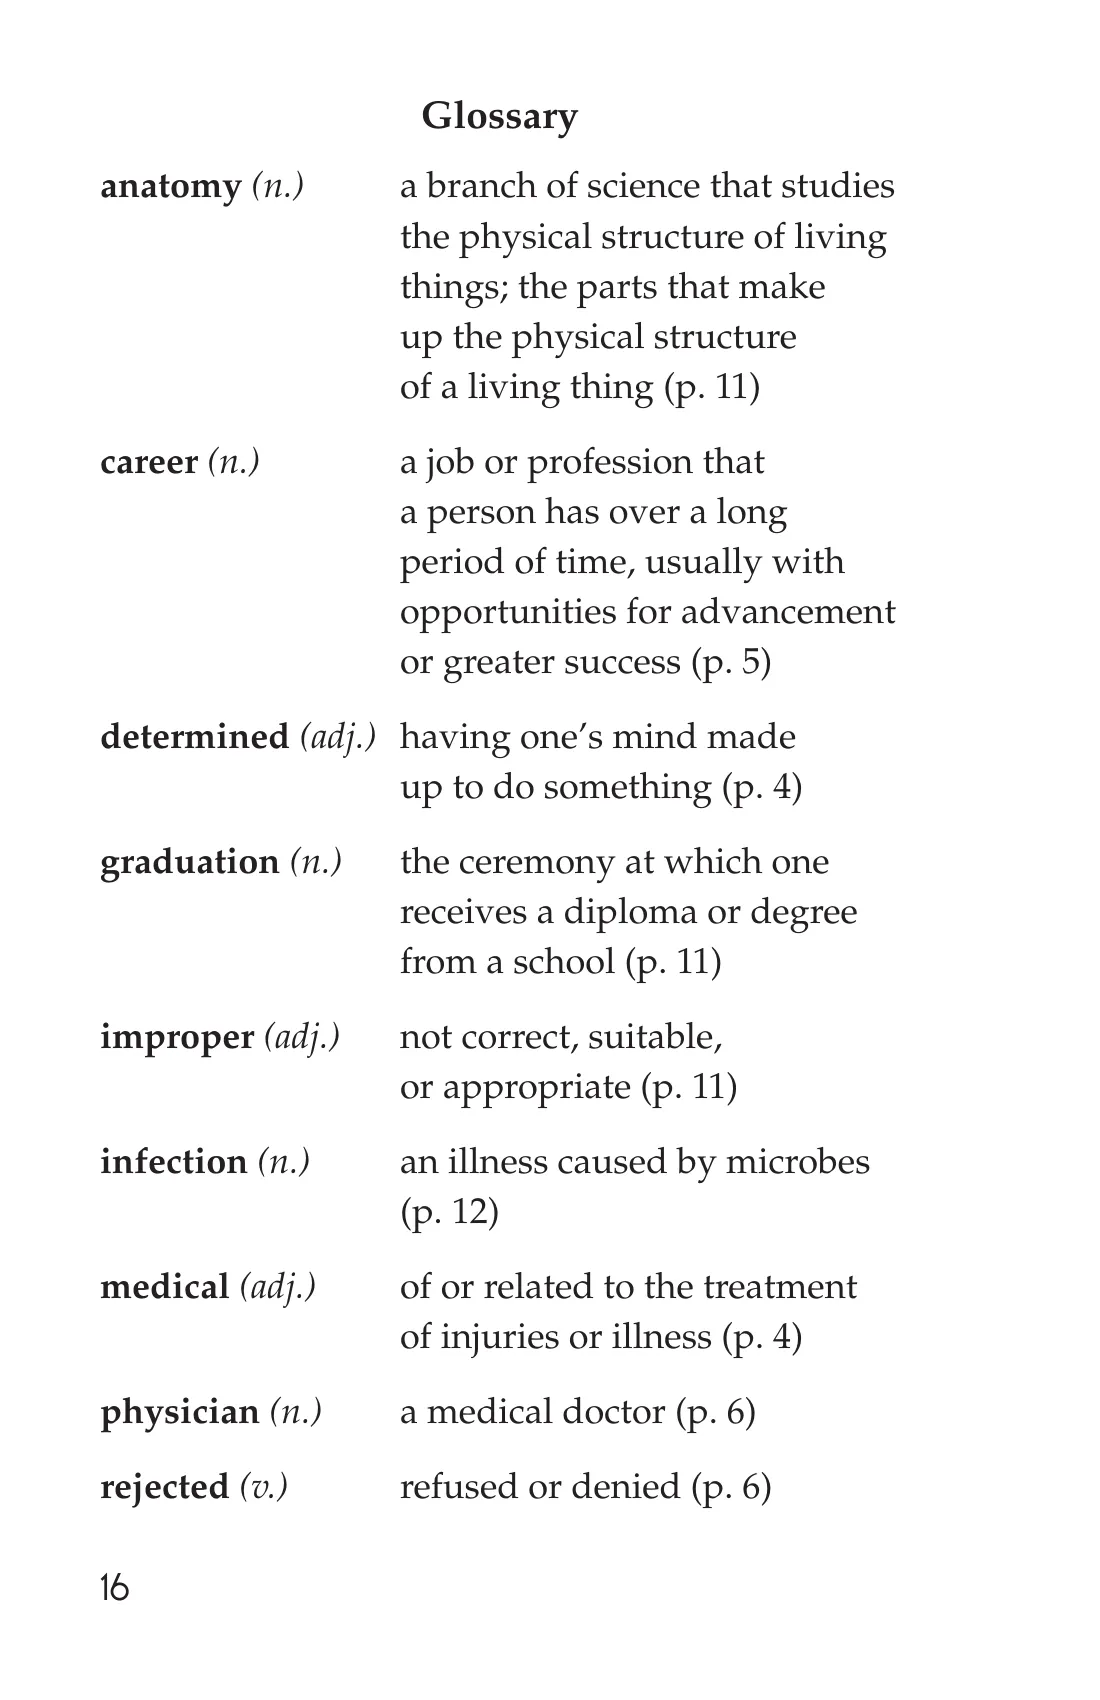 Glossary
anatomy (n.) a branch of science that studies
the physical structure of living
things; the parts that make
up the physical structure
of a living thing (p. 11)
career (n.) a job or profession that
a person has over a long
period of time, usually with
opportunities for advancement
or greater success (p. 5)
determined (adj.) having one’s mind made
up to do something (p. 4)
graduation (n.) the ceremony at which one
receives a diploma or degree
from a school (p. 11)
improper (adj.) not correct, suitable,
or appropriate (p. 11)
infection (n.) an illness caused by microbes
(p. 12)
medical (adj.) of or related to the treatment
of injuries or illness (p. 4)
physician (n.) a medical doctor (p. 6)
rejected (v.) refused or denied (p. 6)
16